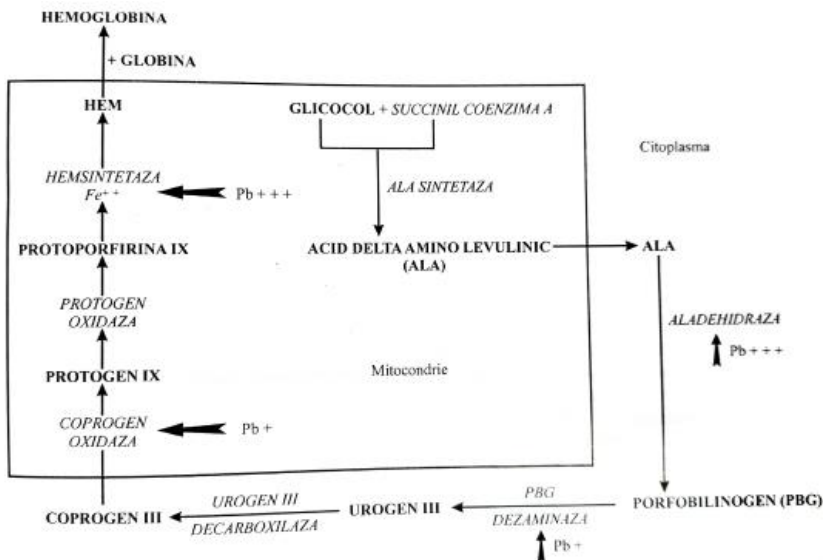 HEMOGLOBINA
+ GLOBINA
HEM
GLICOCOL + SUCCINIL COENZIMA A
Citoplasma
HEMSINTETAZA
Fe++
Pb + + +
ALA SINTETAZA
PROTOPORFIRINA IX
ACID DELTA AMINO LEVULINIC
(ALA)
ALA
PROTOGEN
OXIDAZA
ALADEHIDRAZA
Pb + + +
PROTOGEN IX
Mitocondrie
COPROGEN
OXIDAZA
Pb +
COPROGEN III
UROGEN III
DECARBOXILAZA
UROGEN III
PBG
DEZAMINAZA
Pb +
PORFOBILINOGEN (PBG)